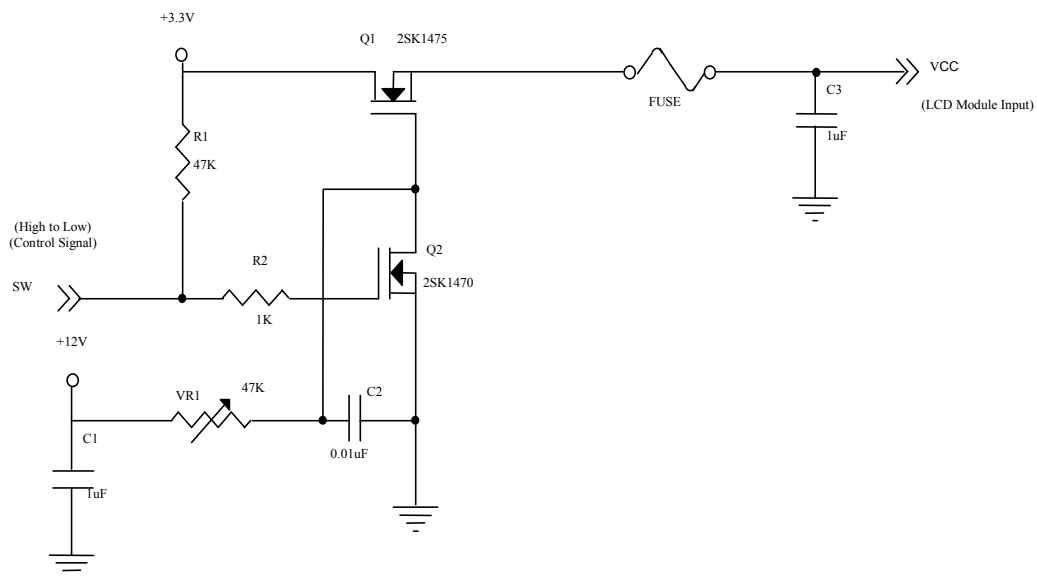 +3.3V
Q1 2SK1475
VCC
FUSE
C3
(LCD Module Input)
1uF
R1
47K
(High to Low)
(Control Signal)
Q2
R2
2SK1470
SW
1K
+12V
47K
VR1
C2
C1
0.01uF
1uF